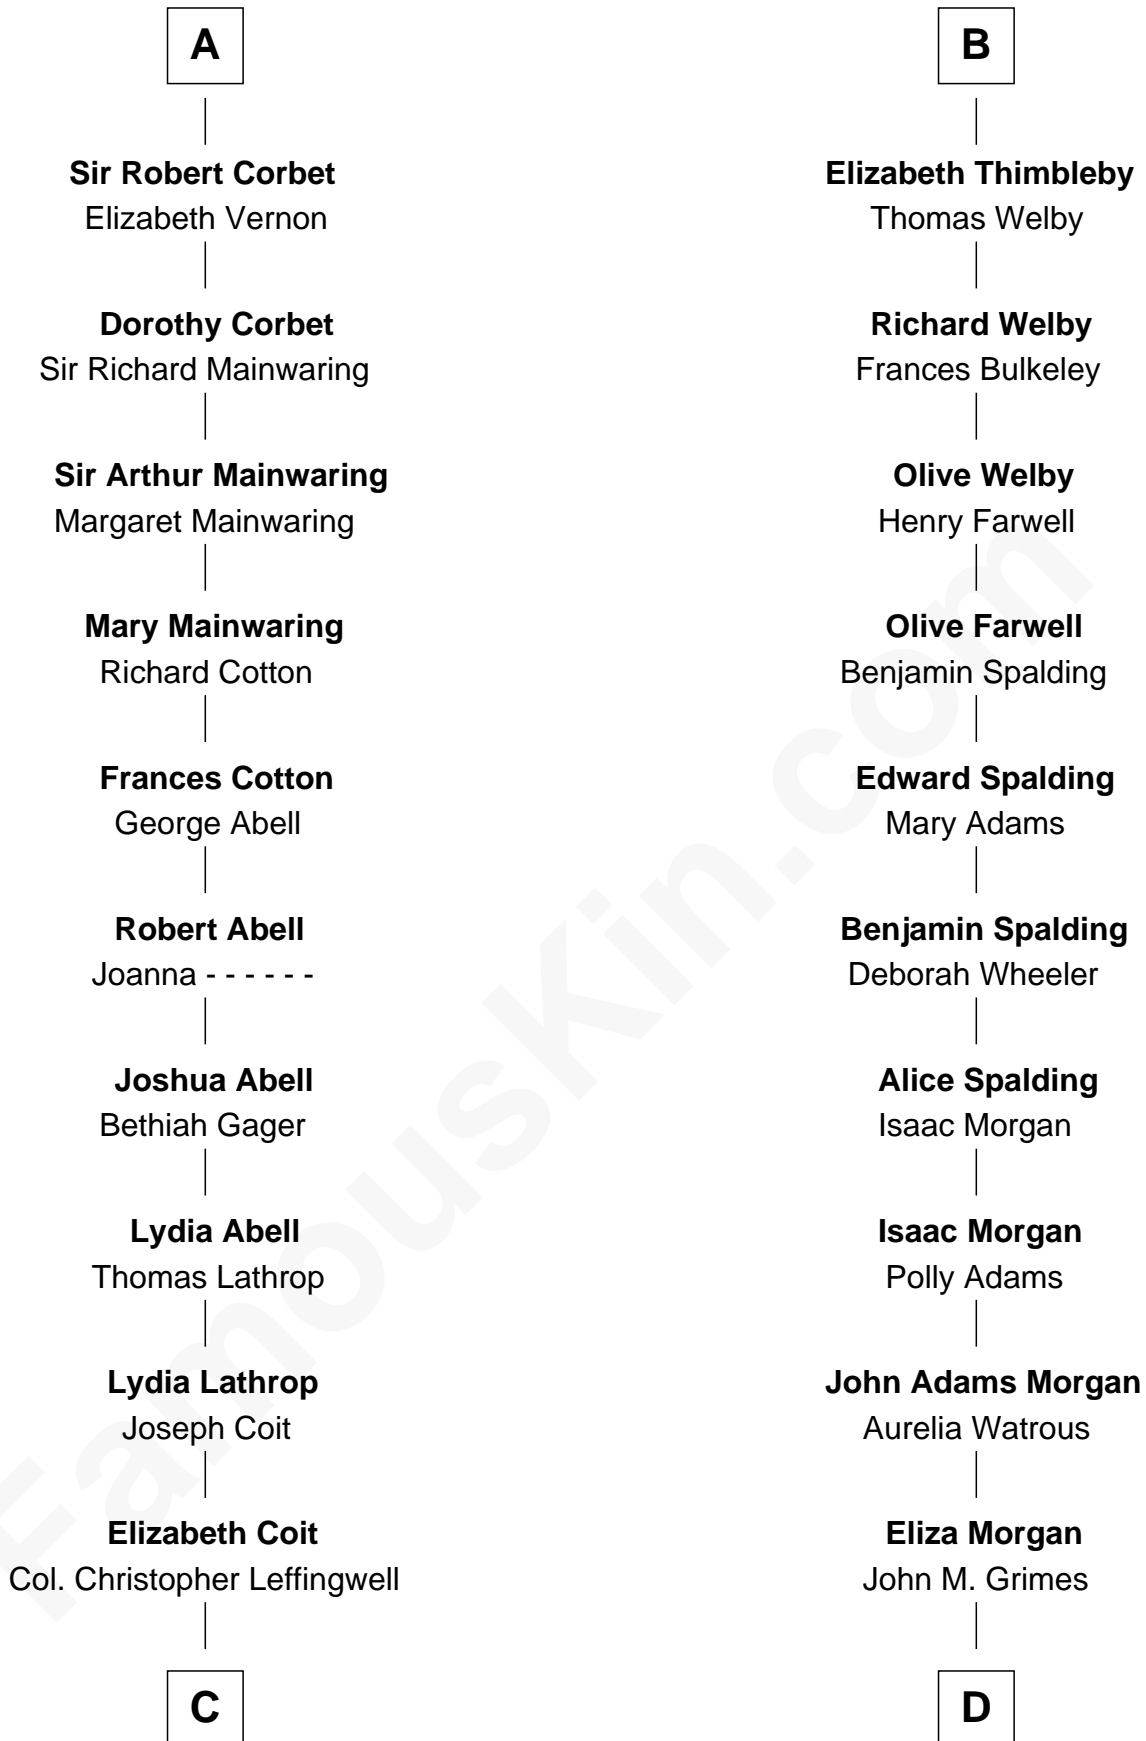 A
Sir Robert Corbet
Elizabeth Vernon
Dorothy Corbet
Sir Richard Mainwaring
Sir Arthur Mainwaring
Margaret Mainwaring
Mary Mainwaring
Richard Cotton
Frances Cotton
George Abell
Robert Abell
Joanna - - - - - -
Joshua Abell
Bethiah Gager
Lydia Abell
Thomas Lathrop
Lydia Lathrop
Joseph Coit
Elizabeth Coit
Col. Christopher Leffingwell
C
B
Elizabeth Thimbleby
Thomas Welby
Richard Welby
Frances Bulkeley
Olive Welby
Henry Farwell
Olive Farwell
Benjamin Spalding
Edward Spalding
Mary Adams
Benjamin Spalding
Deborah Wheeler
Alice Spalding
Isaac Morgan
Isaac Morgan
Polly Adams
John Adams Morgan
Aurelia Watrous
Eliza Morgan
John M. Grimes
D
FamousKin.com